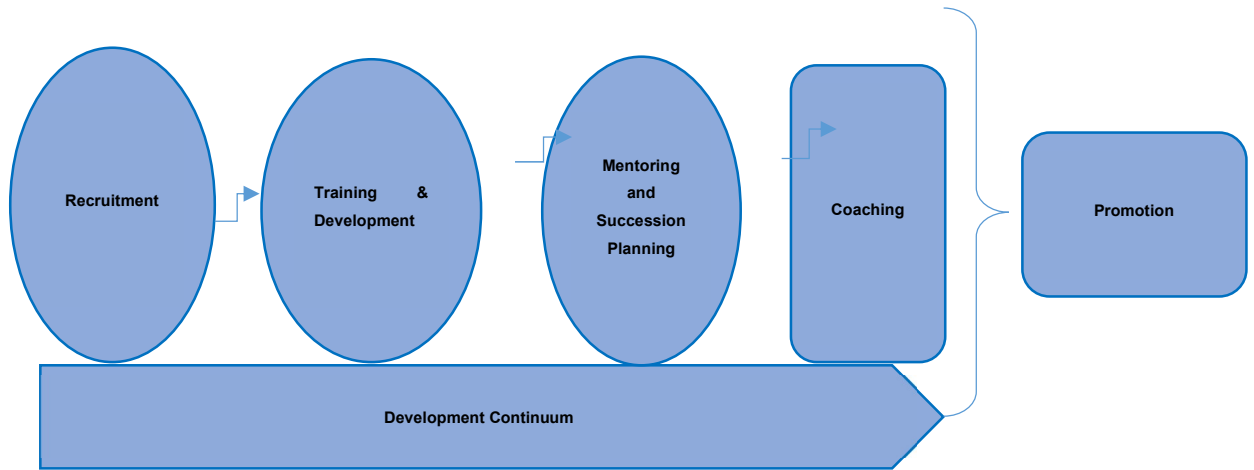 Recruitment
Training & 
Development
Mentoring
and
Succession
Planning
Coaching
Promotion
Development Continuum